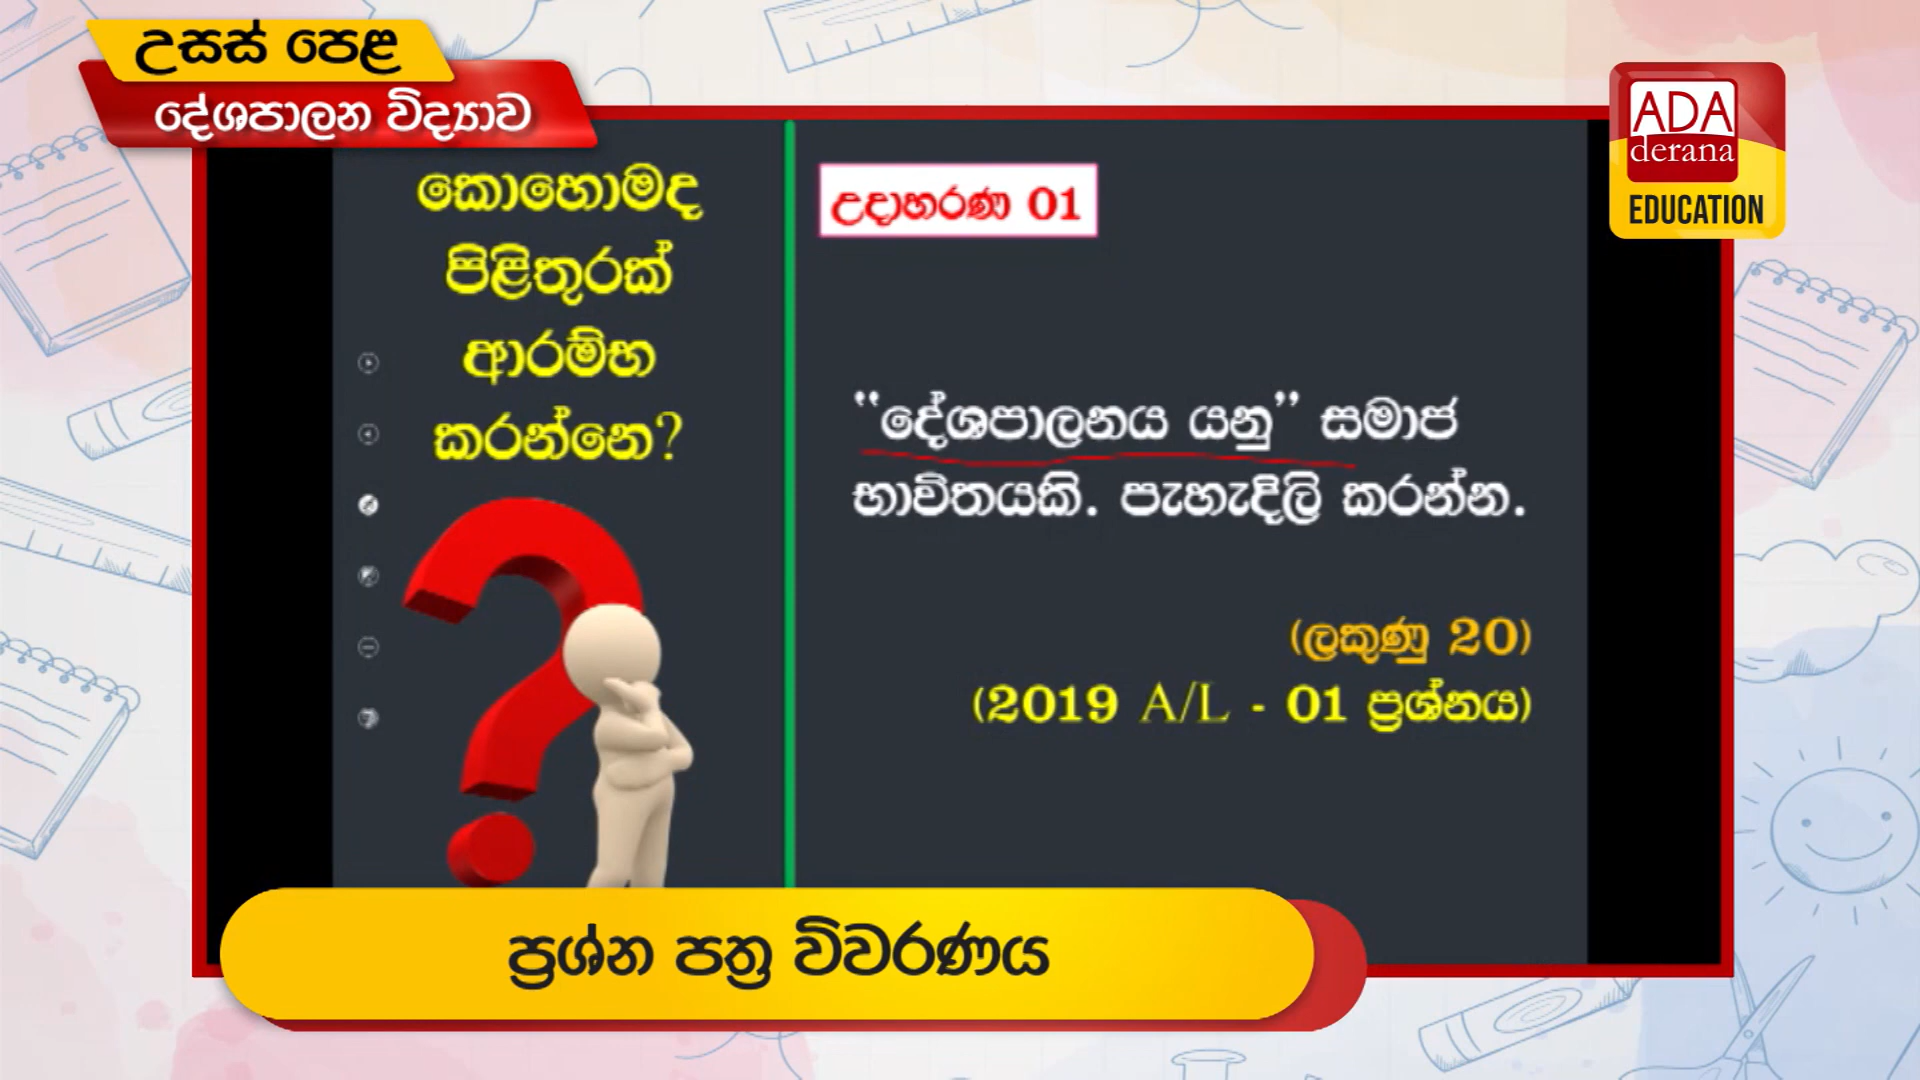 උසස් පෙළ
දේශපාලන විද්‍යාව
ADA
derana
EDUCATION
කොහොමද
පිළිතුරක්
ආරම්භ
කරන්නෙ?
උදාහරණ 01
“දේශපාලනය යනු” සමාජ
භාවිතයකි. පැහැදිලි කරන්න.
(ලකුණු 20)
(2019 A/L - 01 ප්‍රශ්නය)
ප්‍රශ්න පත්‍ර විවරණය